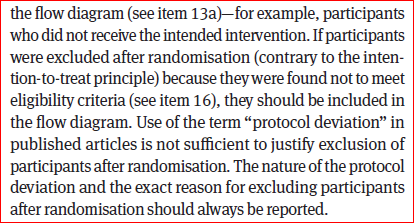 the flow diagram (see item 13a)—for example, participants
who did not receive the intended intervention. If participants
were excluded after randomisation (contrary to the inten-
tion-to-treat principle) because they were found not to meet
eligibility criteria (see item 16), they should be included in
the flow diagram. Use of the term “protocol deviation” in
published articles is not sufficient to justify exclusion of
participants after randomisation. The nature of the protocol
deviation and the exact reason for excluding participants
after randomisation should always be reported.